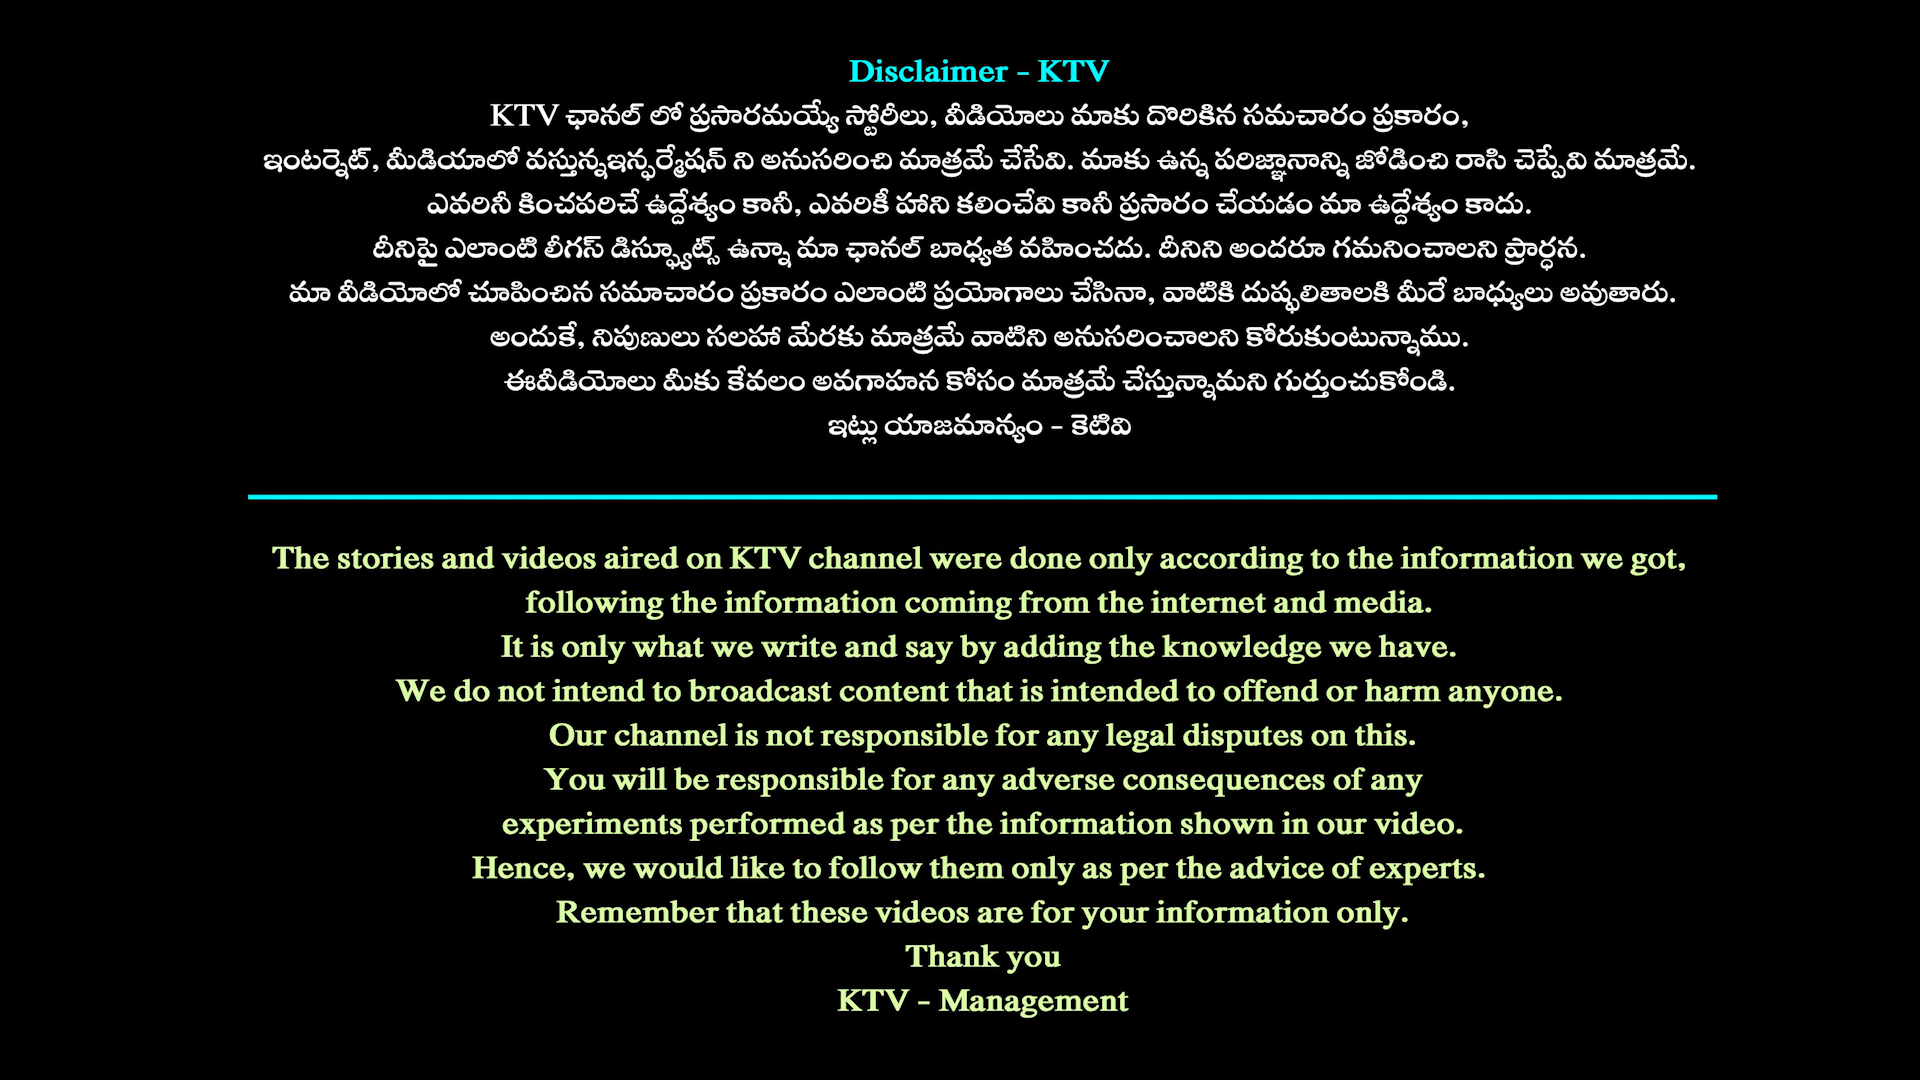 Disclaimer - KTV
KTV ఛానల్ లో ప్రసారమయ్యే స్టోరీలు, వీడియోలు మాకు దొరికిన సమచారం ప్రకారం,
ఇంటర్నెట్, మీడియాలో వస్తున్నఇన్ఫర్మేషన్ ని అనుసరించి మాత్రమే చేసేవి. మాకు ఉన్న పరిజ్ఞానాన్ని జోడించి రాసి చెప్పేవి మాత్రమే.
ఎవరినీ కించపరిచే ఉద్దేశ్యం కానీ, ఎవరికీ హాని కలించేవి కానీ ప్రసారం చేయడం మా ఉద్దేశ్యం కాదు.
దీనిపై ఎలాంటి లీగస్ డిస్ఫ్యూట్స్ ఉన్నా మా ఛానల్ బాధ్యత వహించదు. దీనిని అందరూ గమనించాలని ప్రార్ధన.
మా వీడియోలో చూపించిన సమాచారం ప్రకారం ఎలాంటి ప్రయోగాలు చేసినా, వాటికి దుష్ఫలితాలకి మీరే బాధ్యులు అవుతారు.
అందుకే, నిపుణులు సలహా మేరకు మాత్రమే వాటిని అనుసరించాలని కోరుకుంటున్నాము.
ఈవీడియోలు మీకు కేవలం అవగాహన కోసం మాత్రమే చేస్తున్నామని గుర్తుంచుకోండి.
ఇట్లు యాజమాన్యం - కెటివి
The stories and videos aired on KTV channel were done only according to the information we got,
following the information coming from the internet and media.
It is only what we write and say by adding the knowledge we have.
We do not intend to broadcast content that is intended to offend or harm anyone.
Our channel is not responsible for any legal disputes on this.
You will be responsible for any adverse consequences of any
experiments performed as per the information shown in our video.
Hence, we would like to follow them only as per the advice of experts.
Remember that these videos are for your information only.
Thank you
KTV - Management